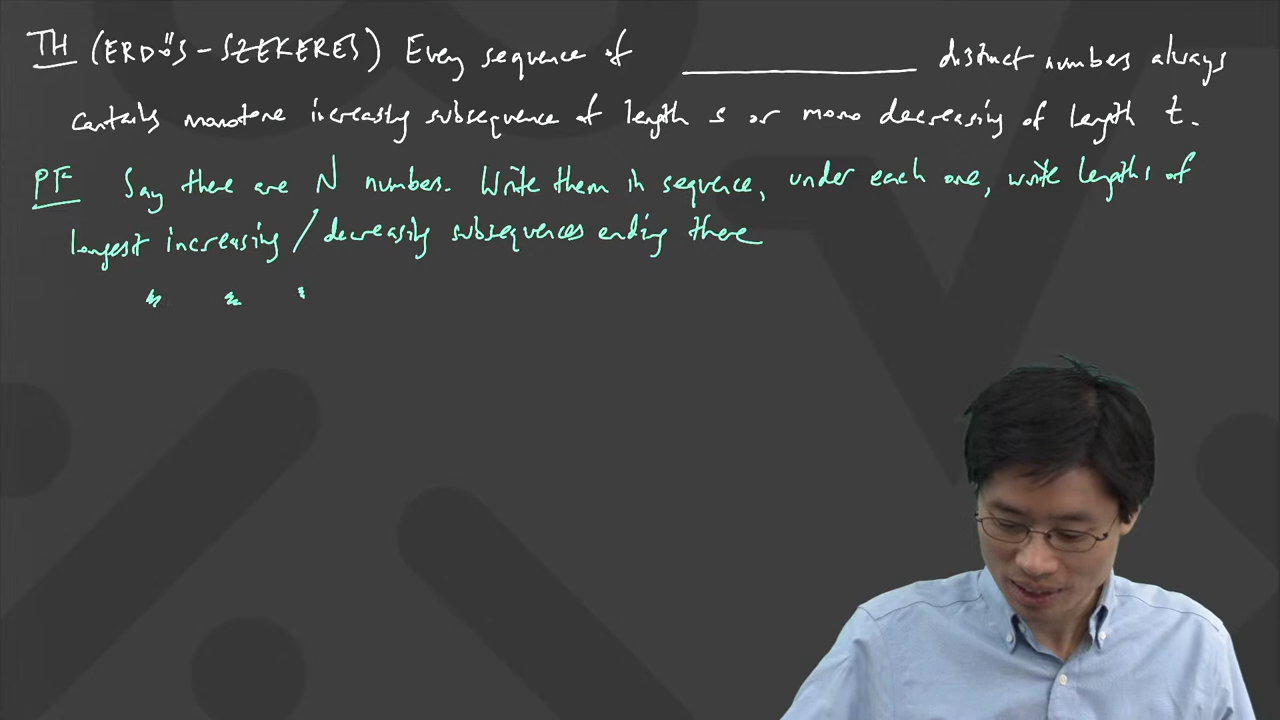 TH (ERDŐS - SZEKERES) Every sequence of ____________ distinct numbers always
contains monotone increasing subsequence of length s or mono decreasing of length t.
PF Say there are N numbers. Write them in sequence, under each one, write lengths of
longest increasing / decreasing subsequences ending there